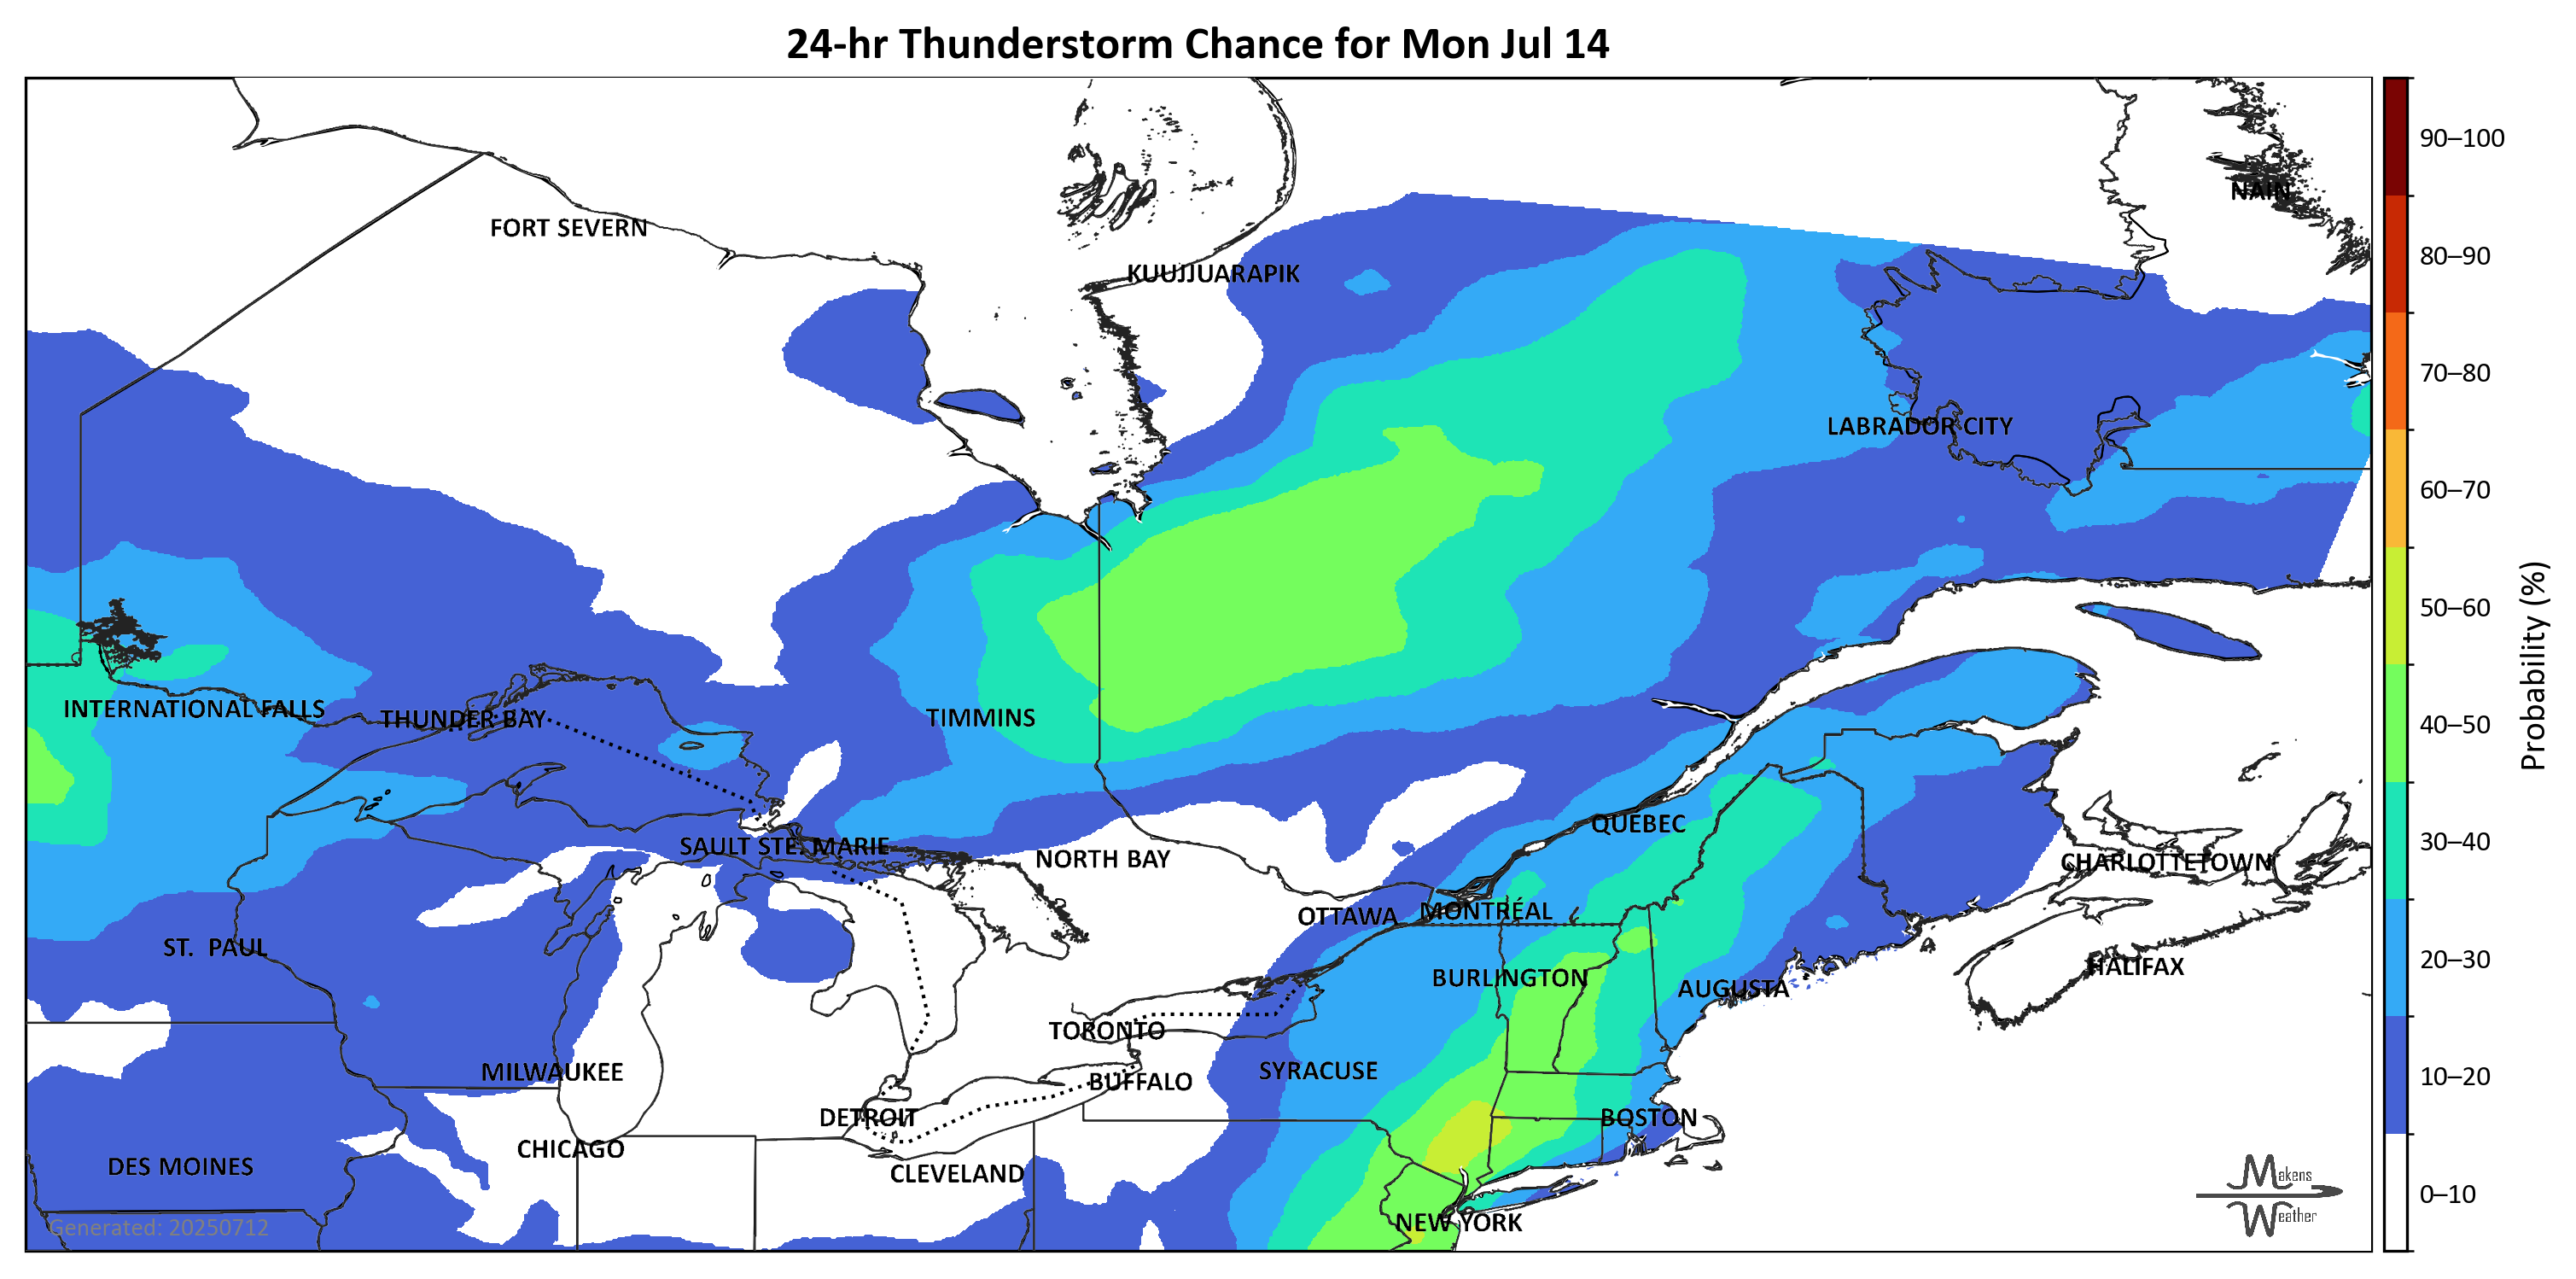 24-hr Thunderstorm Chance for Mon Jul 14
90–100
NAIN
FORT SEVERN
80–90
KUUJJUARAPIK
70–80
LABRADOR CITY
60–70
50–60
Probability (%)
INTERNATIONAL FALLS
THUNDER BAY
TIMMINS
40–50
QUEBEC
30–40
SAULT STE. MARIE
NORTH BAY
CHARLOTTETOWN
OTTAWA
MONTRÉAL
ST. PAUL
20–30
HALIFAX
BURLINGTON
AUGUSTA
TORONTO
MILWAUKEE
SYRACUSE
10–20
BUFFALO
DETROIT
BOSTON
CHICAGO
DES MOINES
CLEVELAND
Makens
Weather
0–10
NEW YORK
Generated: 20250712